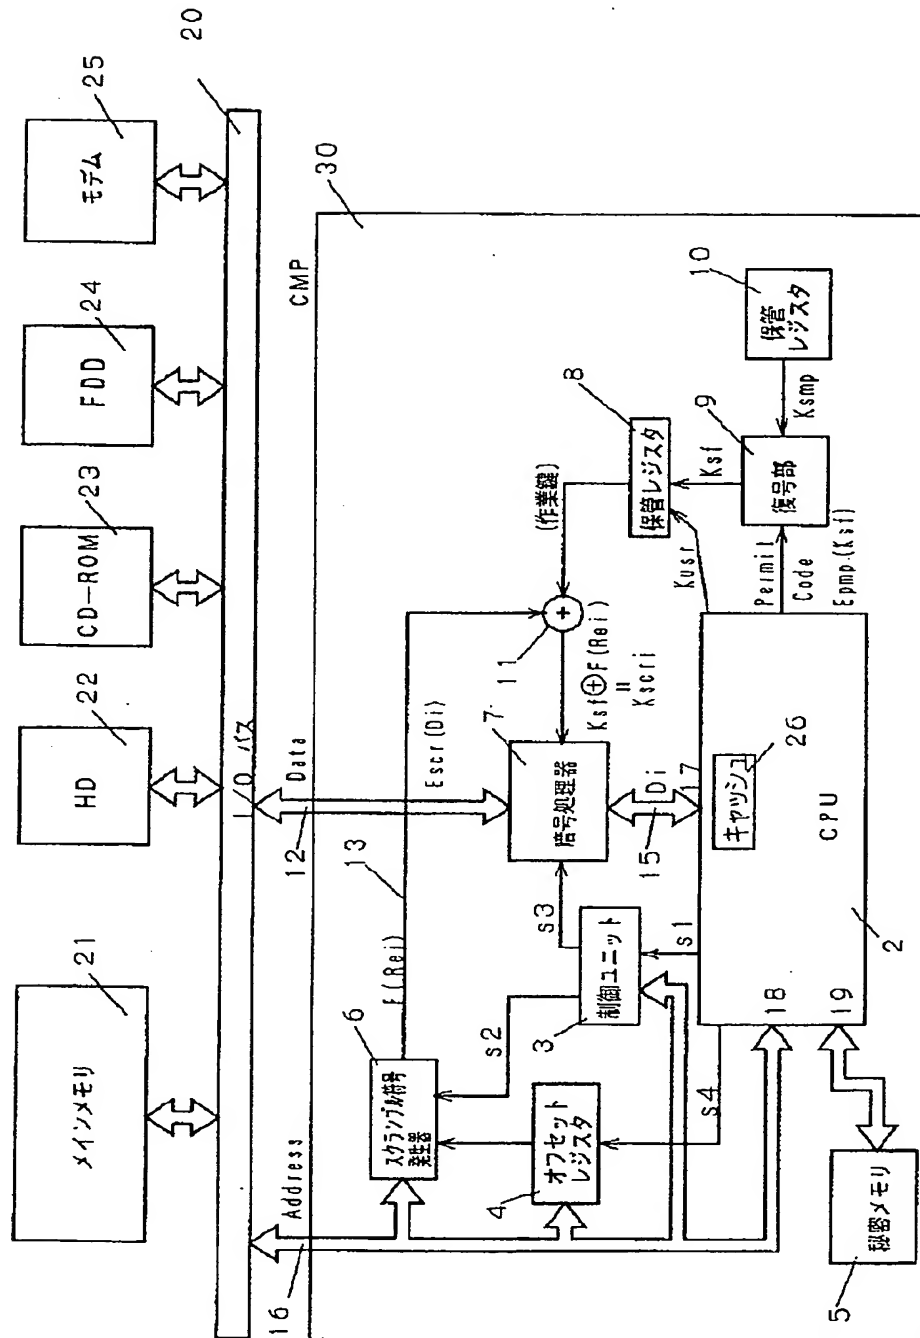 メインメモリ
21
HD
22
CD-ROM
23
FDD
24
モデム
25
20
I/Oバス
Address
16
Data
12
CMP
30
13
F(Rei)
Escr(Di)
6
スクランブル符号
発生器
s2
s3
4
オフセット
レジスタ
3
制御ユニット
7
暗号処理器
11
+
(作業鍵)
Ksf⊕F(Rei)
=
Kscri
8
保管レジスタ
Ksf
9
復号部
Ksmp
10
保管
レジスタ
Kusr
Permit
Code
Epmp(Ksf)
s4
s1
15
Di
17
18
19
キャッシュ
26
CPU
2
5
秘密メモリ